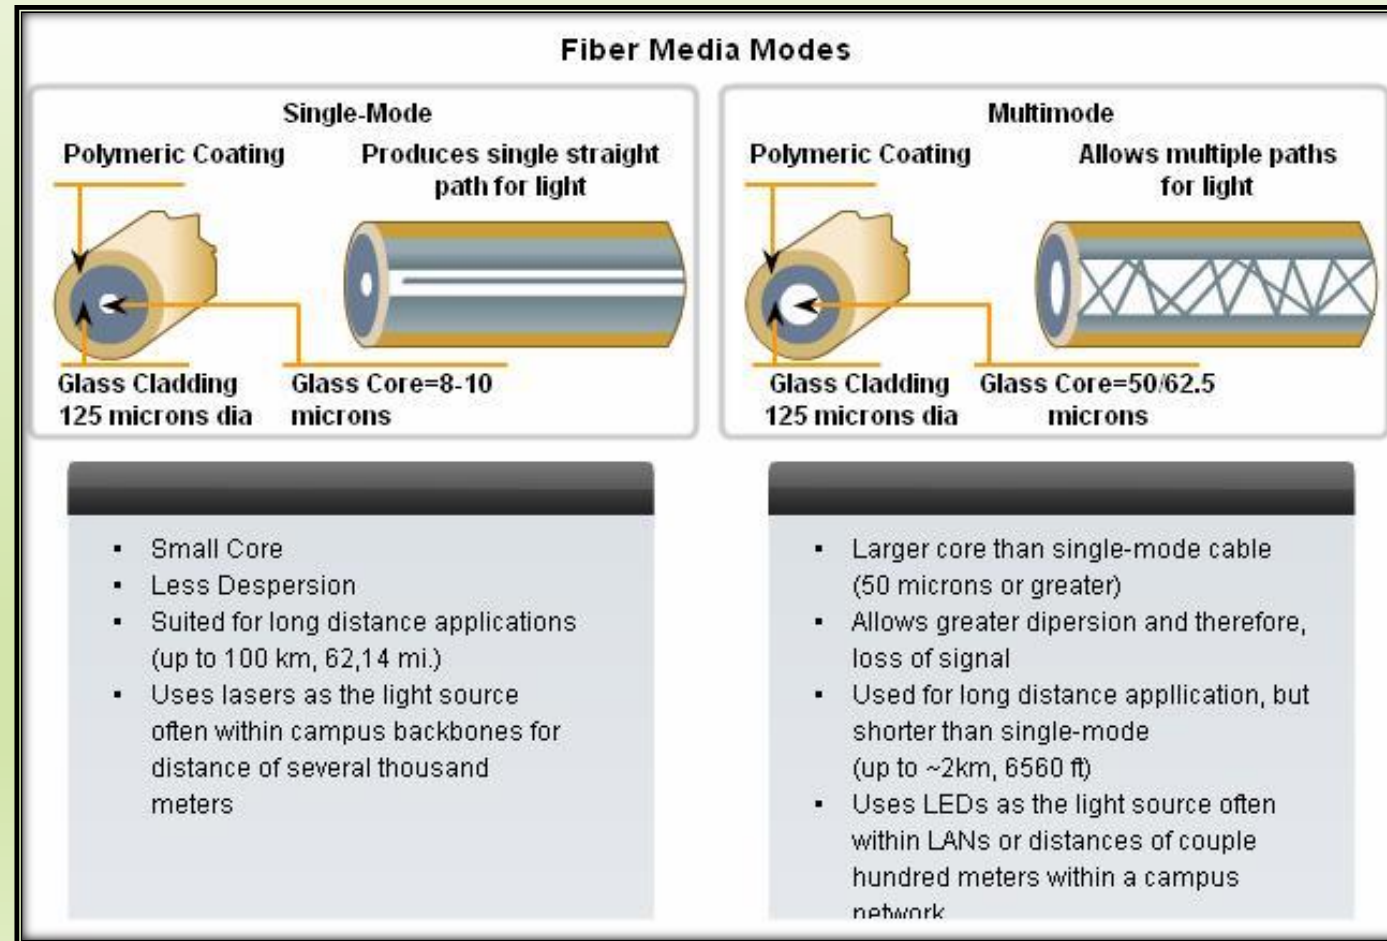 Fiber Media Modes
Single-Mode
Polymeric Coating
Produces single straight
path for light
Glass Cladding
125 microns dia
Glass Core=8-10
microns
Multimode
Polymeric Coating
Allows multiple paths
for light
Glass Cladding
125 microns dia
Glass Core=50/62.5
microns
▪ Small Core
▪ Less Despersion
▪ Suited for long distance applications
(up to 100 km, 62,14 mi.)
▪ Uses lasers as the light source
often within campus backbones for
distance of several thousand
meters
▪ Larger core than single-mode cable
(50 microns or greater)
▪ Allows greater dipersion and therefore,
loss of signal
▪ Used for long distance appllication, but
shorter than single-mode
(up to ~2km, 6560 ft)
▪ Uses LEDs as the light source often
within LANs or distances of couple
hundred meters within a campus
network